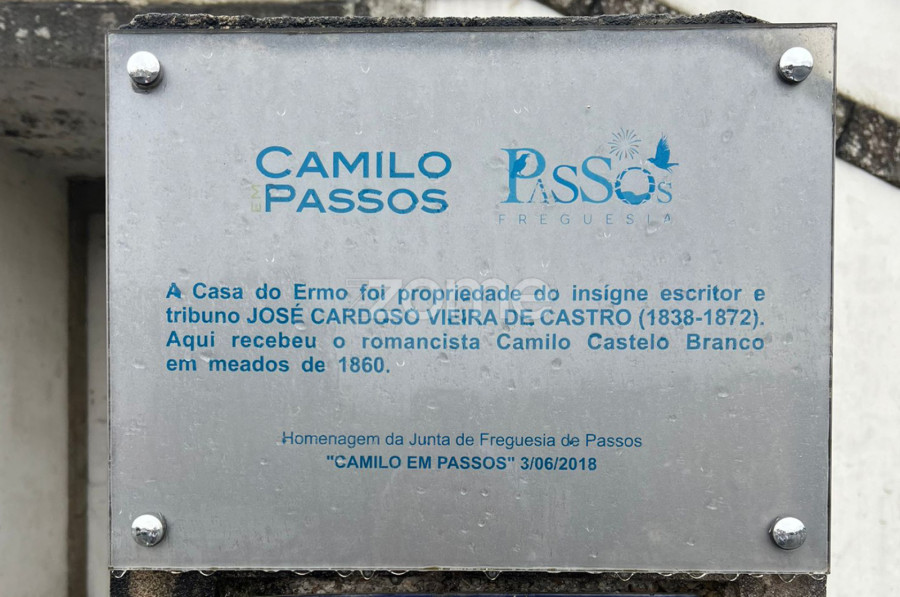 CAMILO
EM PASSOS
PASSOS
FREGUESIA
zome
A Casa do Ermo foi propriedade do insígne escritor e
tribuno JOSÉ CARDOSO VIEIRA DE CASTRO (1838-1872).
Aqui recebeu o romancista Camilo Castelo Branco
em meados de 1860.
Homenagem da Junta de Freguesia de Passos
"CAMILO EM PASSOS" 3/06/2018